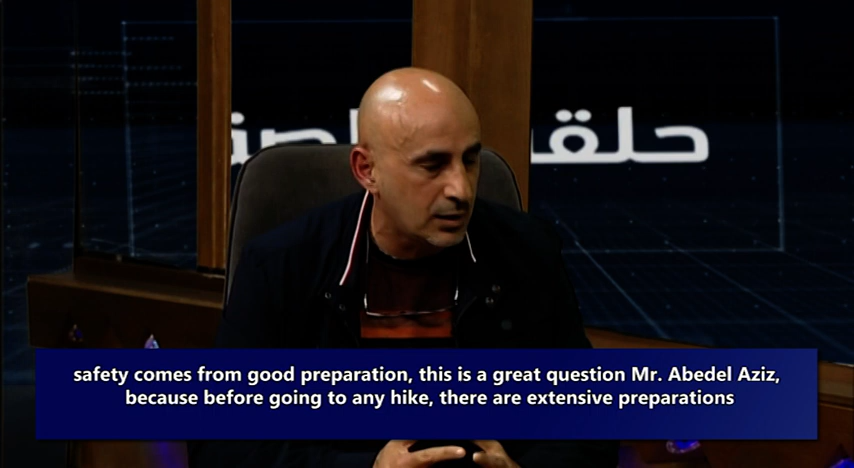 حلقة
safety comes from good preparation, this is a great question Mr. Abedel Aziz,
because before going to any hike, there are extensive preparations